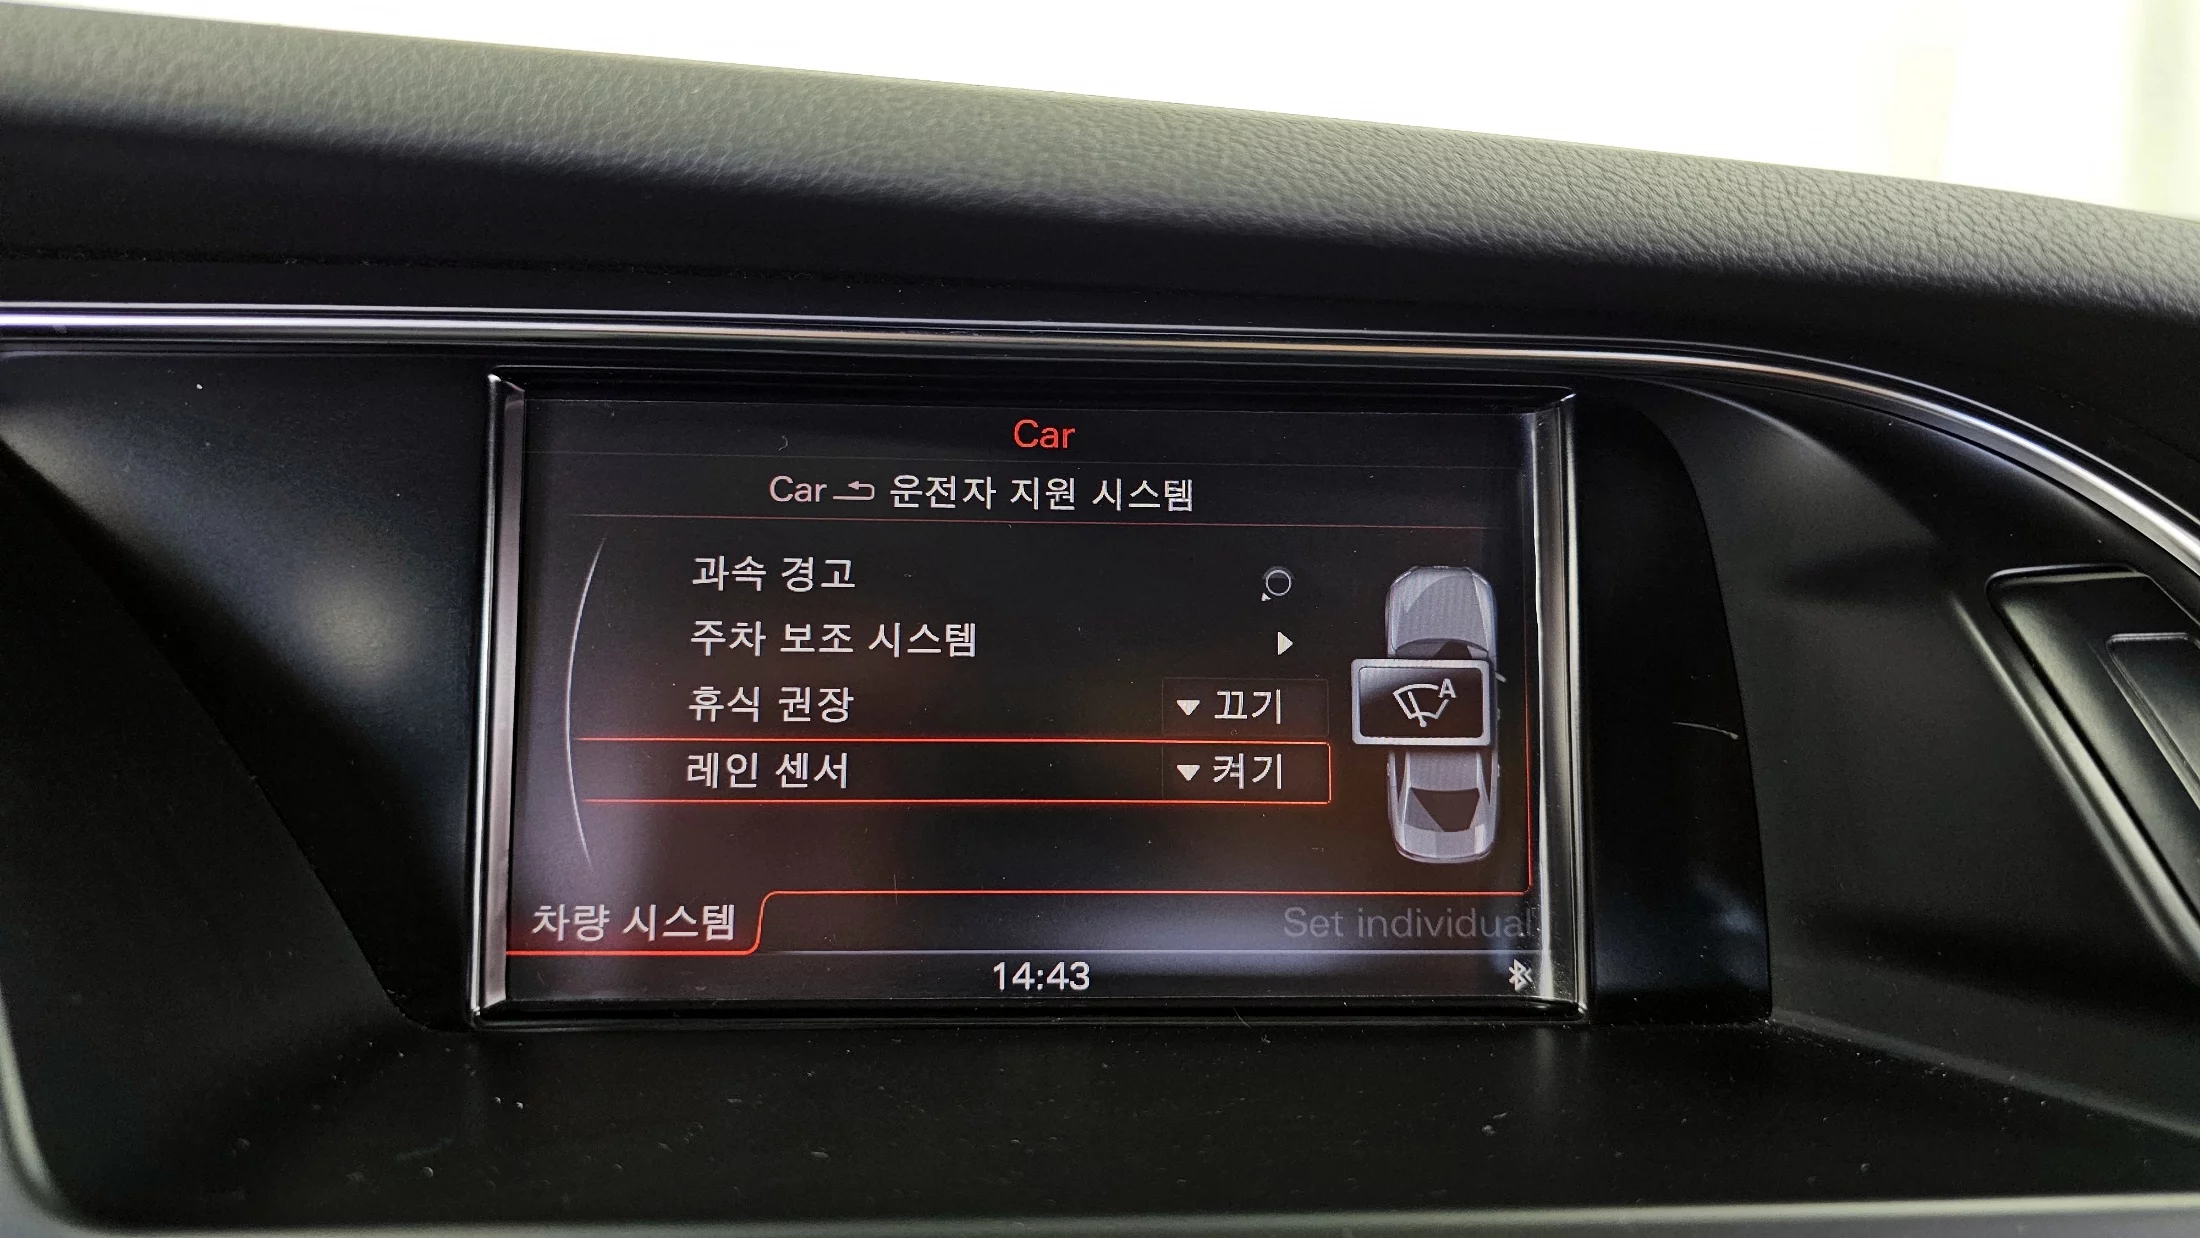 Car
Car 운전자 지원 시스템
과속 경고
주차 보조 시스템
휴식 권장 끄기
레인 센서 켜기
A
차량 시스템 Set individual
14:43